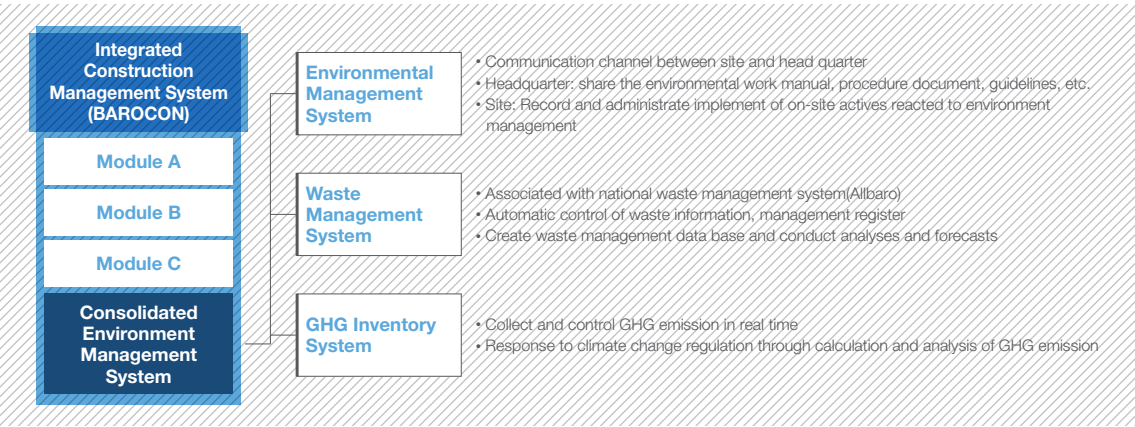 Integrated
Construction
Management System
(BAROCON)
Module A
Module B
Module C
Consolidated
Environment
Management
System
Environmental
Management
System
• Communication channel between site and head quarter
• Headquarter: share the environmental work manual, procedure document, guidelines, etc.
• Site: Record and administrate implement of on-site actives reacted to environment
management
Waste
Management
System
• Associated with national waste management system(Allbaro)
• Automatic control of waste information, management register
• Create waste management data base and conduct analyses and forecasts
GHG Inventory
System
• Collect and control GHG emission in real time
• Response to climate change regulation through calculation and analysis of GHG emission